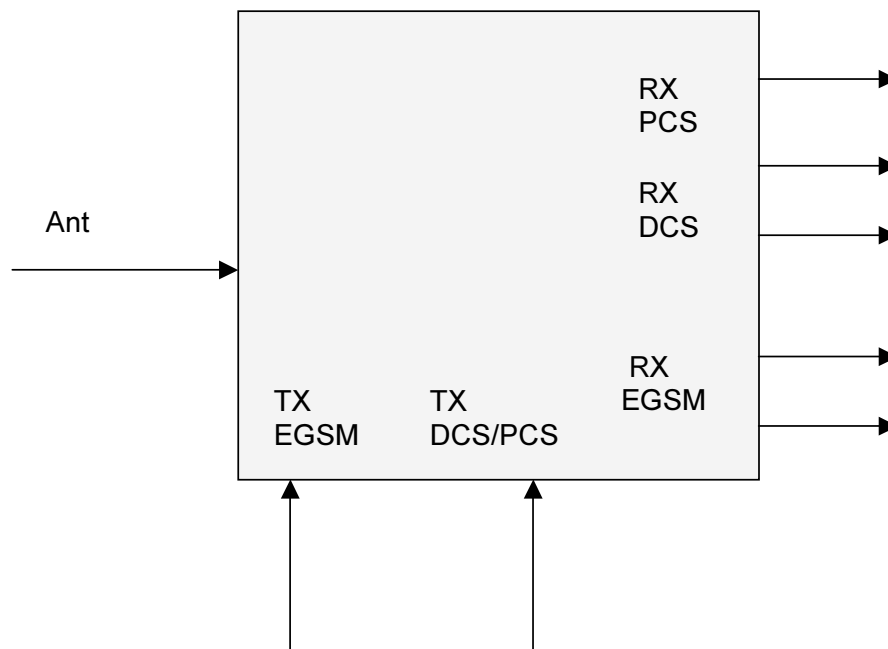 RX
PCS
Ant
RX
DCS
RX
EGSM
TX
EGSM
TX
DCS/PCS